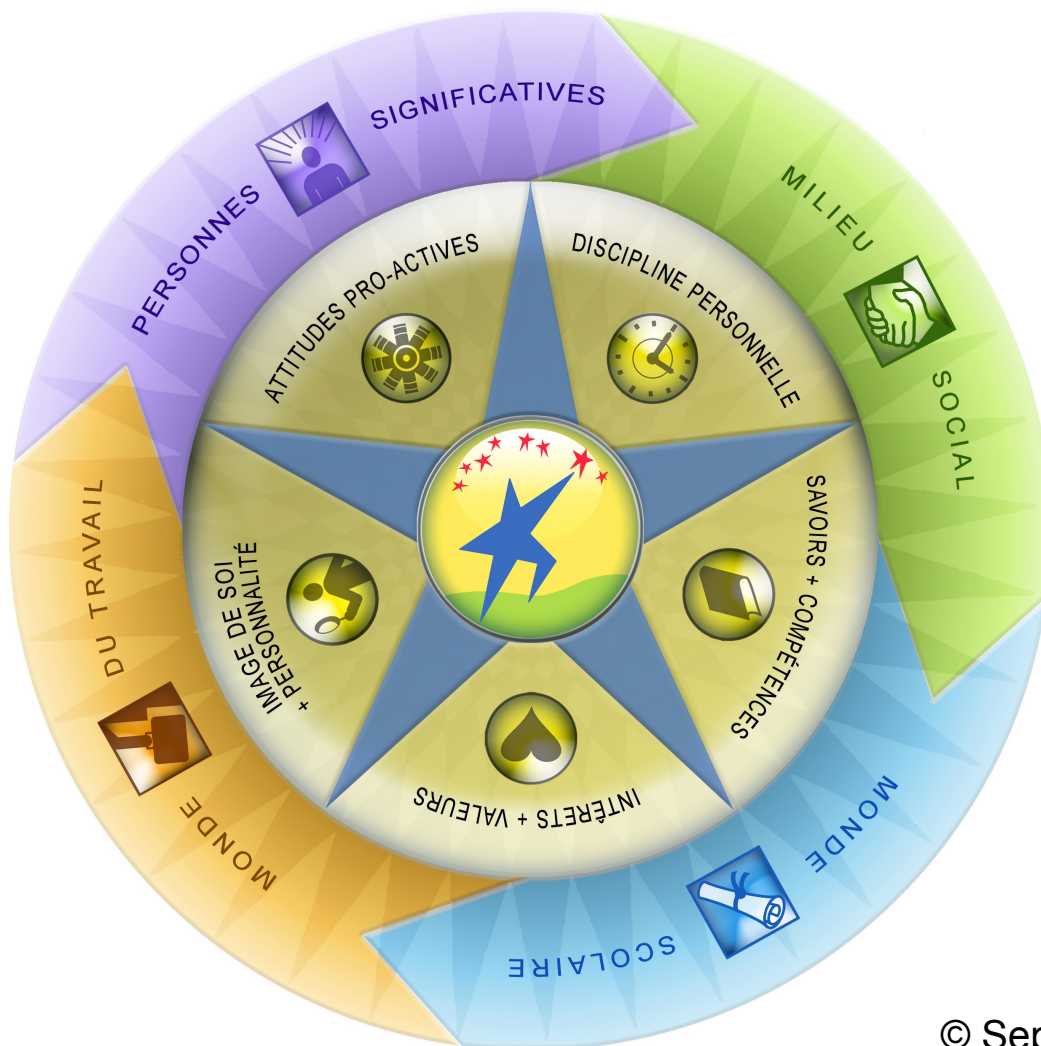 PERSONNES SIGNIFICATIVES
MILIEU SOCIAL
MONDE SCOLAIRE
MONDE DU TRAVAIL
ATTITUDES PRO-ACTIVES
DISCIPLINE PERSONNELLE
SAVOIRS + COMPÉTENCES
INTÉRETS + VALEURS
IMAGE DE SOI
+ PERSONNALITÉ
©